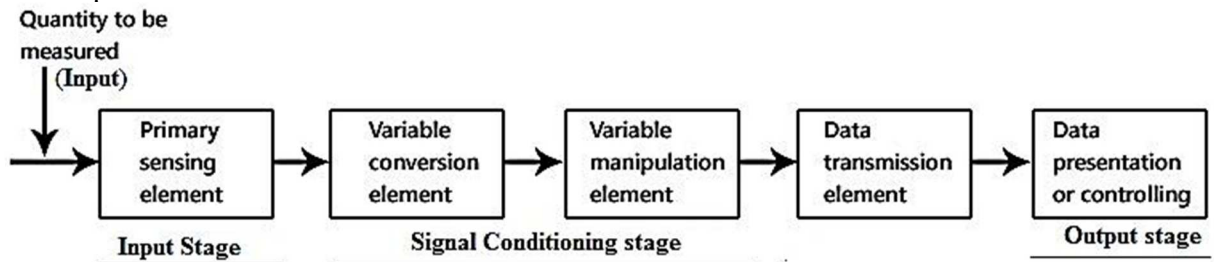 Quantity to be
measured
(Input)
Primary
sensing
element
Variable
conversion
element
Variable
manipulation
element
Data
transmission
element
Data
presentation
or controlling
Input Stage
Signal Conditioning stage
Output stage